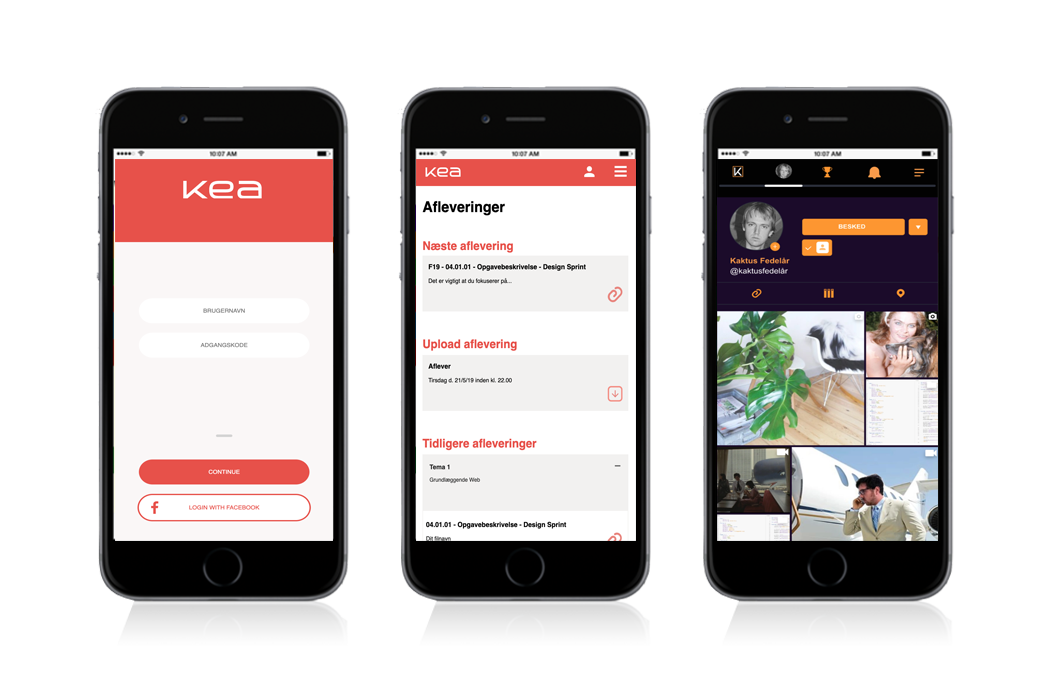 10:07 AM
kea
BRUGERNAVN
ADGANGSKODE
CONTINUE
f LOGIN WITH FACEBOOK
10:07 AM
kea
Afleveringer
Næste aflevering
F19 - 04.01.01 - Opgavebeskrivelse - Design Sprint
Det er vigtigt at du fokuserer på...
Upload aflevering
Aflever
Tirsdag d. 21/5/19 inden kl. 22.00
Tidligere afleveringer
Tema 1
Grundlæggende Web
04.01.01 - Opgavebeskrivelse - Design Sprint
Dit filnavn
10:07 AM
K
BESKED
Kaktus Fedelår
@kaktusfedelår